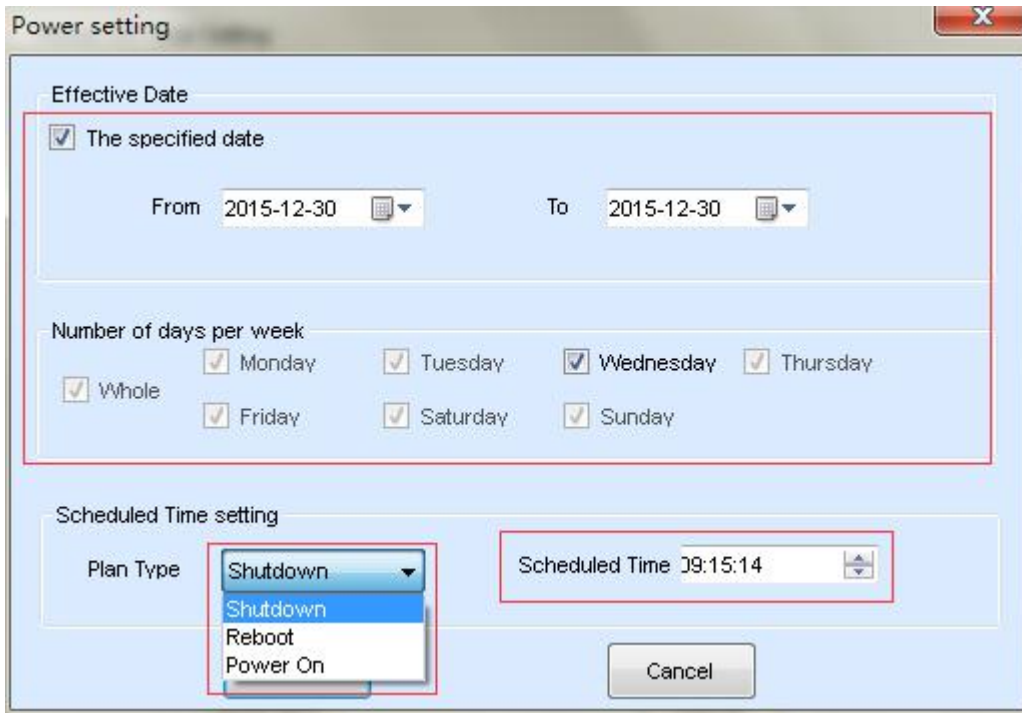 Power setting
Effective Date
The specified date
From 2015-12-30 To 2015-12-30
Number of days per week
Whole
Monday Tuesday Wednesday Thursday
Friday Saturday Sunday
Scheduled Time setting
Plan Type Shutdown Scheduled Time 09:15:14
Shutdown
Reboot
Power On
Cancel